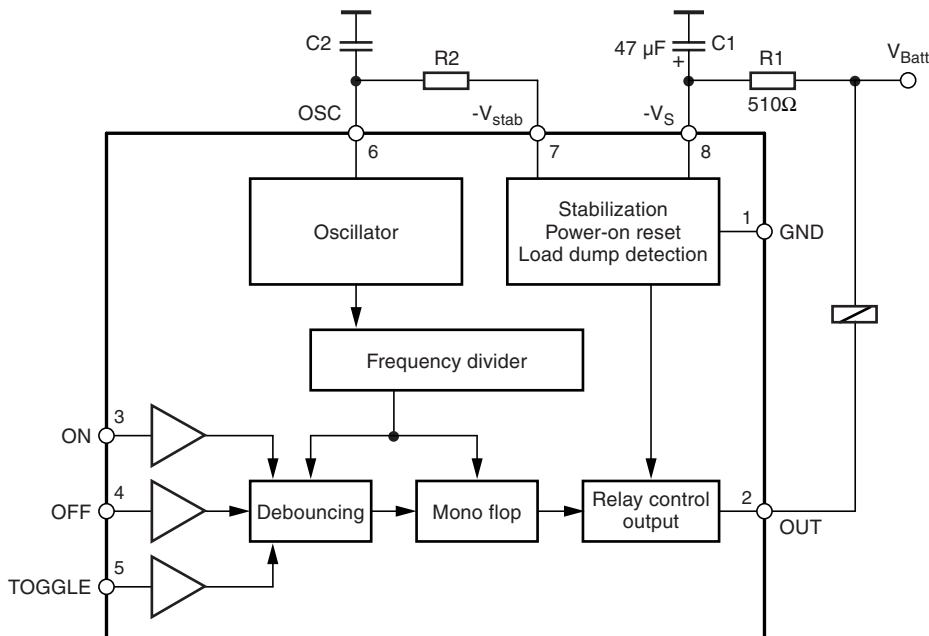 C2
R2
47 µF
+
C1
R1
510Ω
V_Batt
OSC
-V_stab
-V_S
6
7
8
Oscillator
Stabilization
Power-on reset
Load dump detection
1
GND
Frequency divider
ON
3
OFF
4
TOGGLE
5
Debouncing
Mono flop
Relay control
output
2
OUT